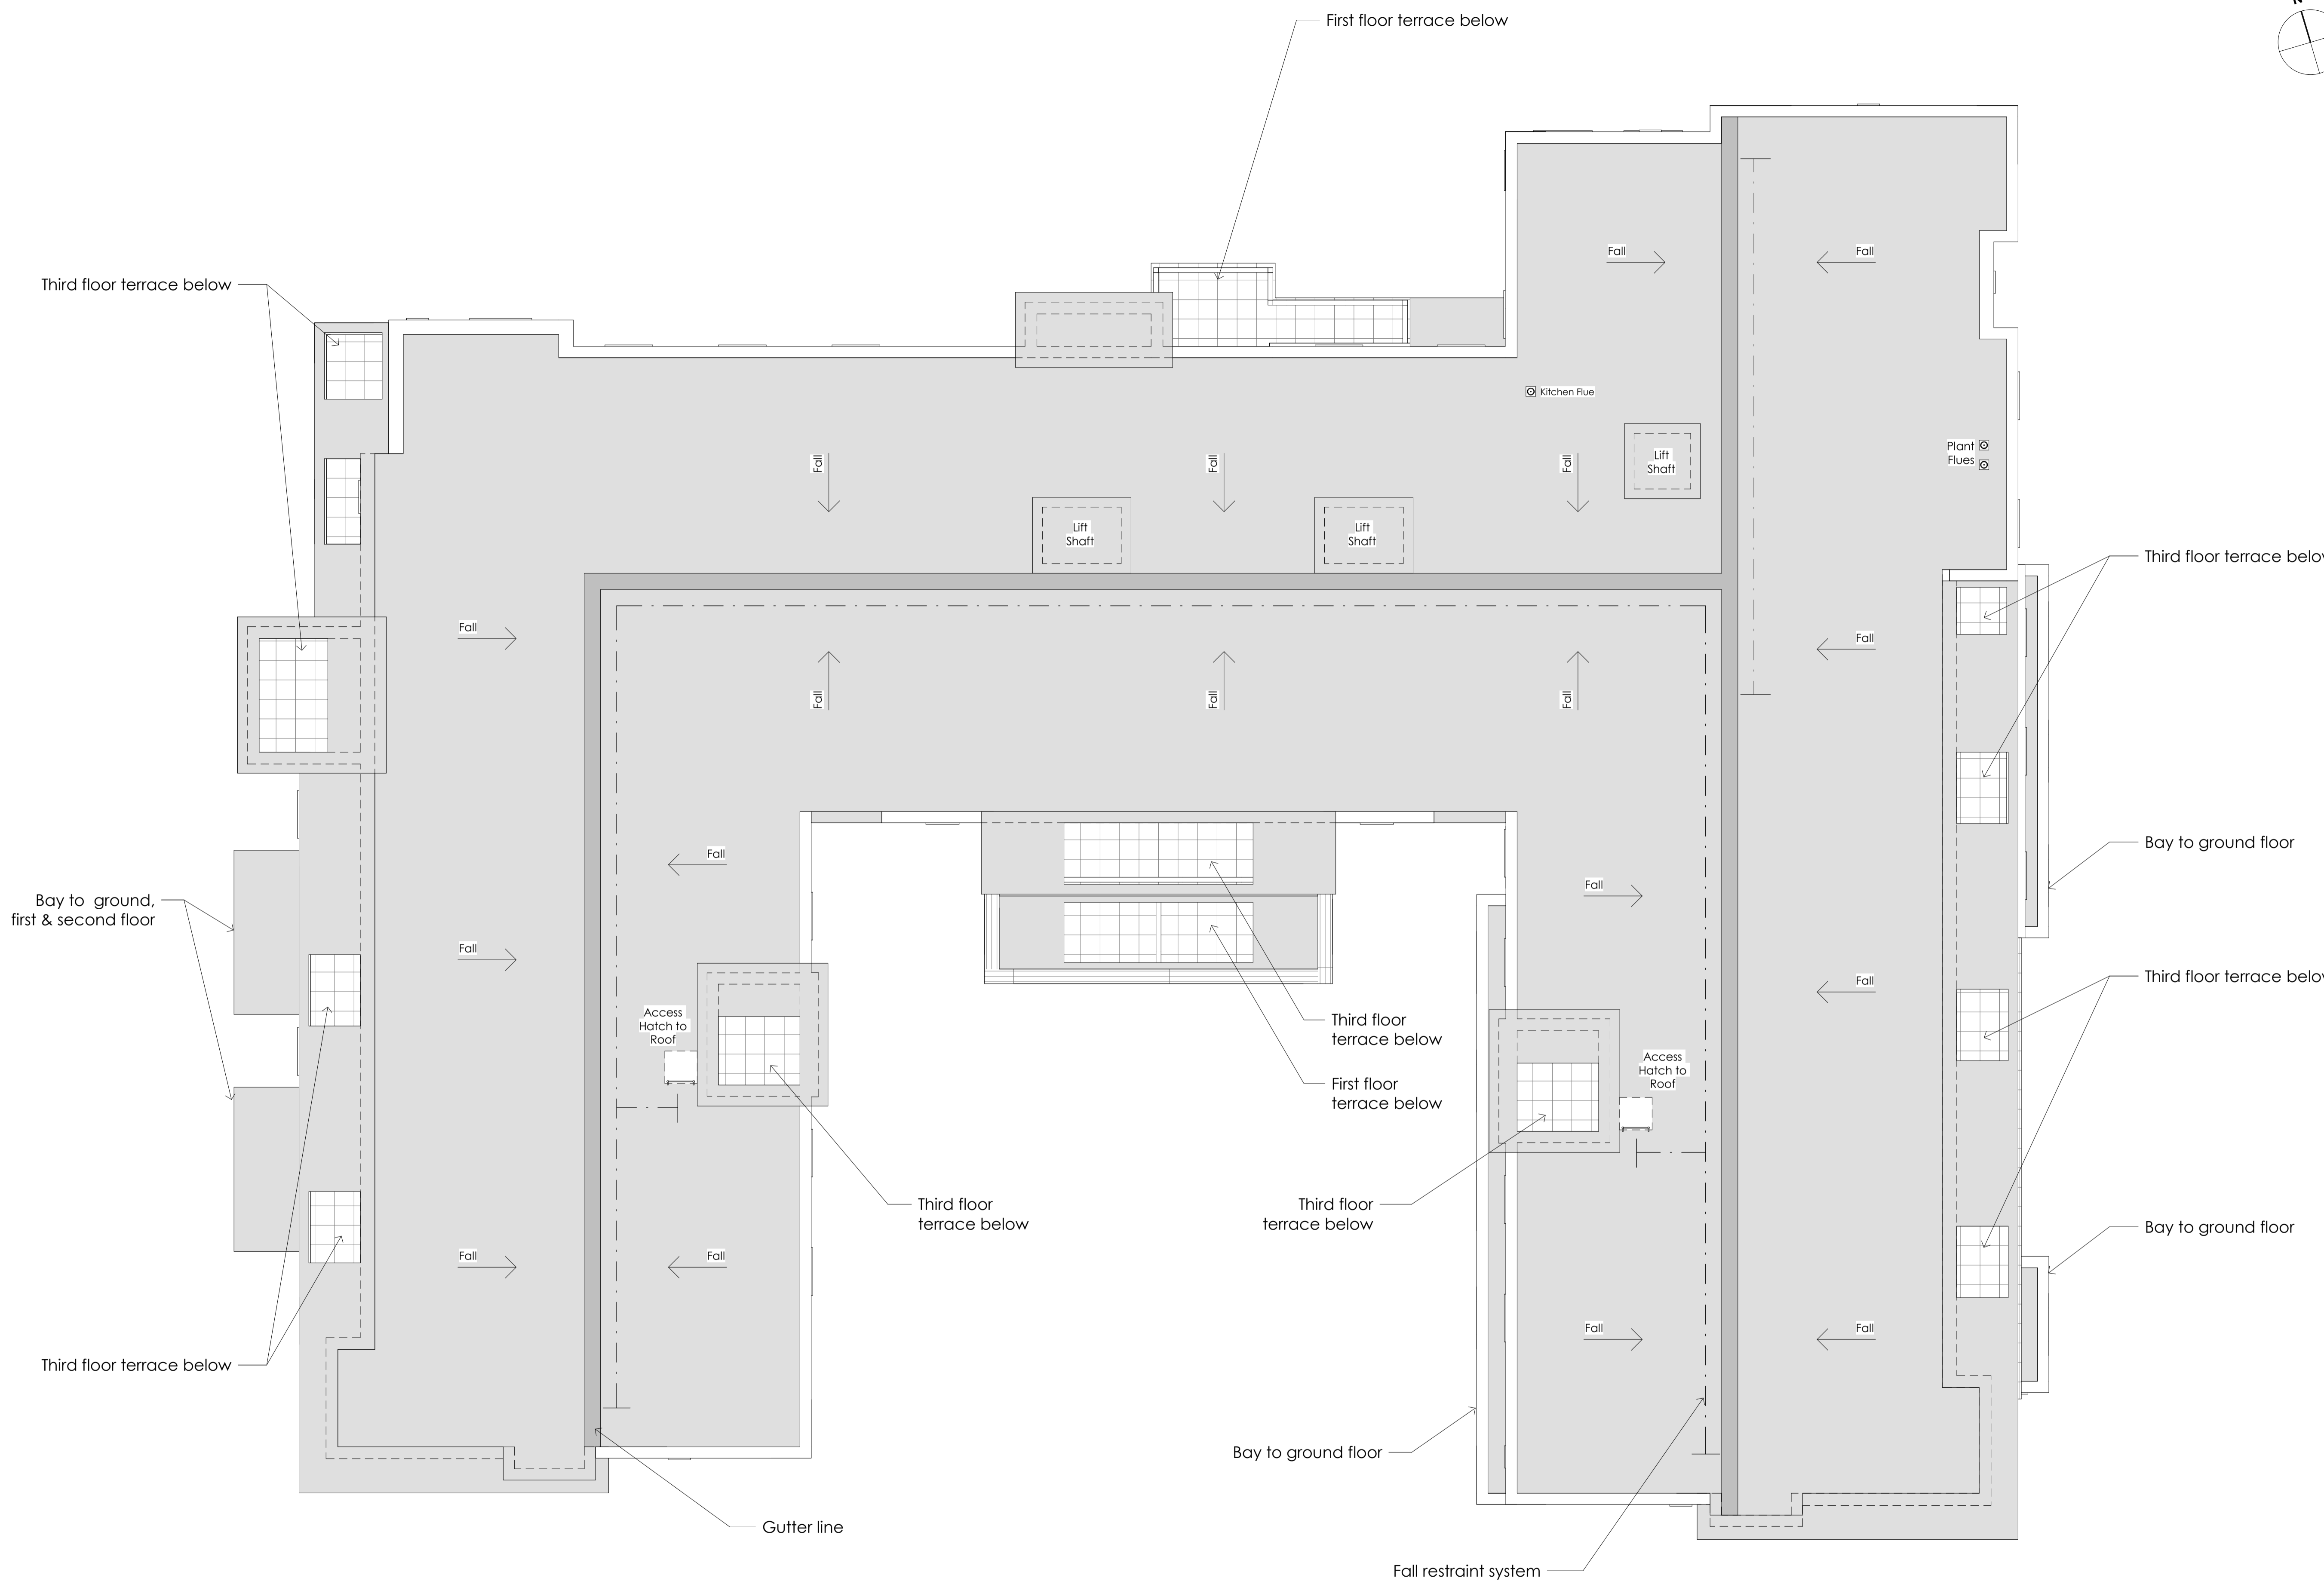 N
First floor terrace below
Fall
Fall
Third floor terrace below
Kitchen Flue
Plant
Flues
Lift
Shaft
Fall
Fall
Fall
Lift
Shaft
Lift
Shaft
Third floor terrace below
Fall
Fall
Fall
Fall
Fall
Bay to ground floor
Fall
Fall
Bay to ground,
first & second floor
Fall
Fall
Third floor terrace below
Access
Hatch to
Roof
Third floor
terrace below
Access
Hatch to
Roof
First floor
terrace below
Third floor
terrace below
Third floor
terrace below
Bay to ground floor
Fall
Fall
Fall
Fall
Third floor terrace below
Bay to ground floor
Gutter line
Fall restraint system